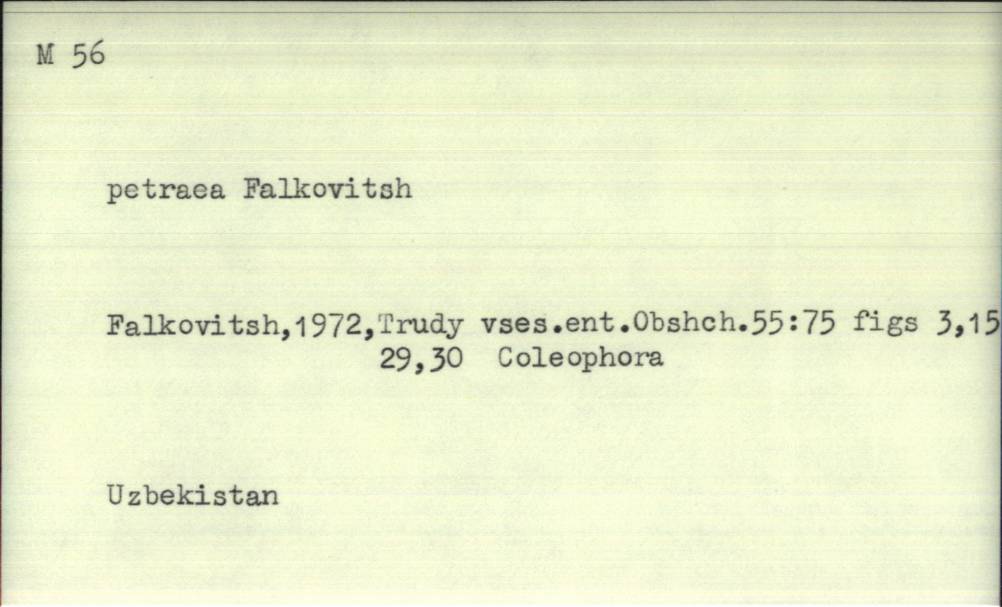 M 56
petraea Falkovitsh
Falkovitsh,1972,Trudy vses.ent.Obshch.55:75 figs 3,15
29,30 Coleophora
Uzbekistan